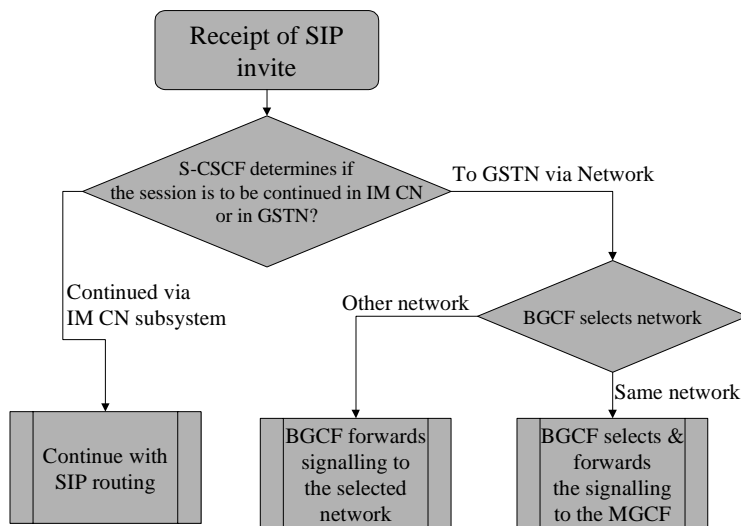 Receipt of SIP
invite
S-CSCF determines if
the session is to be continued in IM CN
or in GSTN?
To GSTN via Network
Continued via
IM CN subsystem
Other network
BGCF selects network
Same network
Continue with
SIP routing
BGCF forwards
signalling to
the selected
network
BGCF selects &
forwards
the signalling
to the MGCF